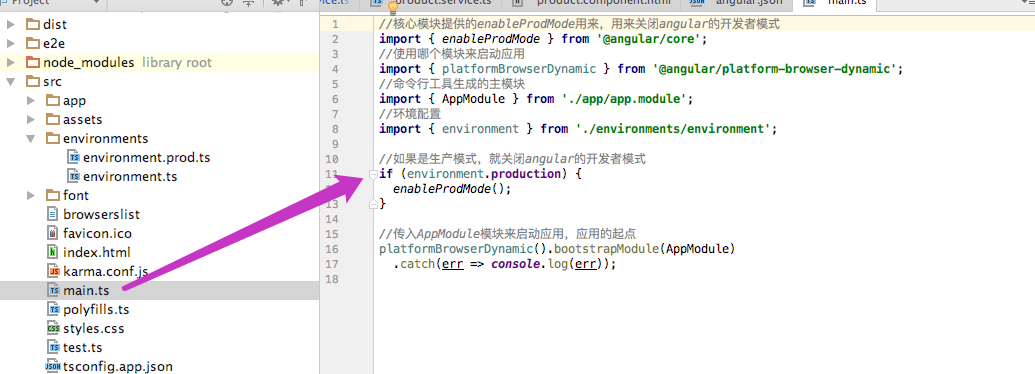 Project
vice.ts
product.service.ts
product.component.html
angular.json
main.ts
dist
e2e
node_modules library root
src
app
assets
environments
environment.prod.ts
environment.ts
font
browserslist
favicon.ico
index.html
karma.conf.js
main.ts
polyfills.ts
styles.css
test.ts
tsconfig.app.json
1 //核心模块提供的enableProdMode用来，用来关闭angular的开发者模式
2 import { enableProdMode } from '@angular/core';
3 //使用哪个模块来启动应用
4 import { platformBrowserDynamic } from '@angular/platform-browser-dynamic';
5 //命令行工具生成的主模块
6 import { AppModule } from './app/app.module';
7 //环境配置
8 import { environment } from './environments/environment';
9
10 //如果是生产模式，就关闭angular的开发者模式
11 if (environment.production) {
12 enableProdMode();
13 }
14
15 //传入AppModule模块来启动应用，应用的起点
16 platformBrowserDynamic().bootstrapModule(AppModule)
17 .catch(err => console.log(err));
18